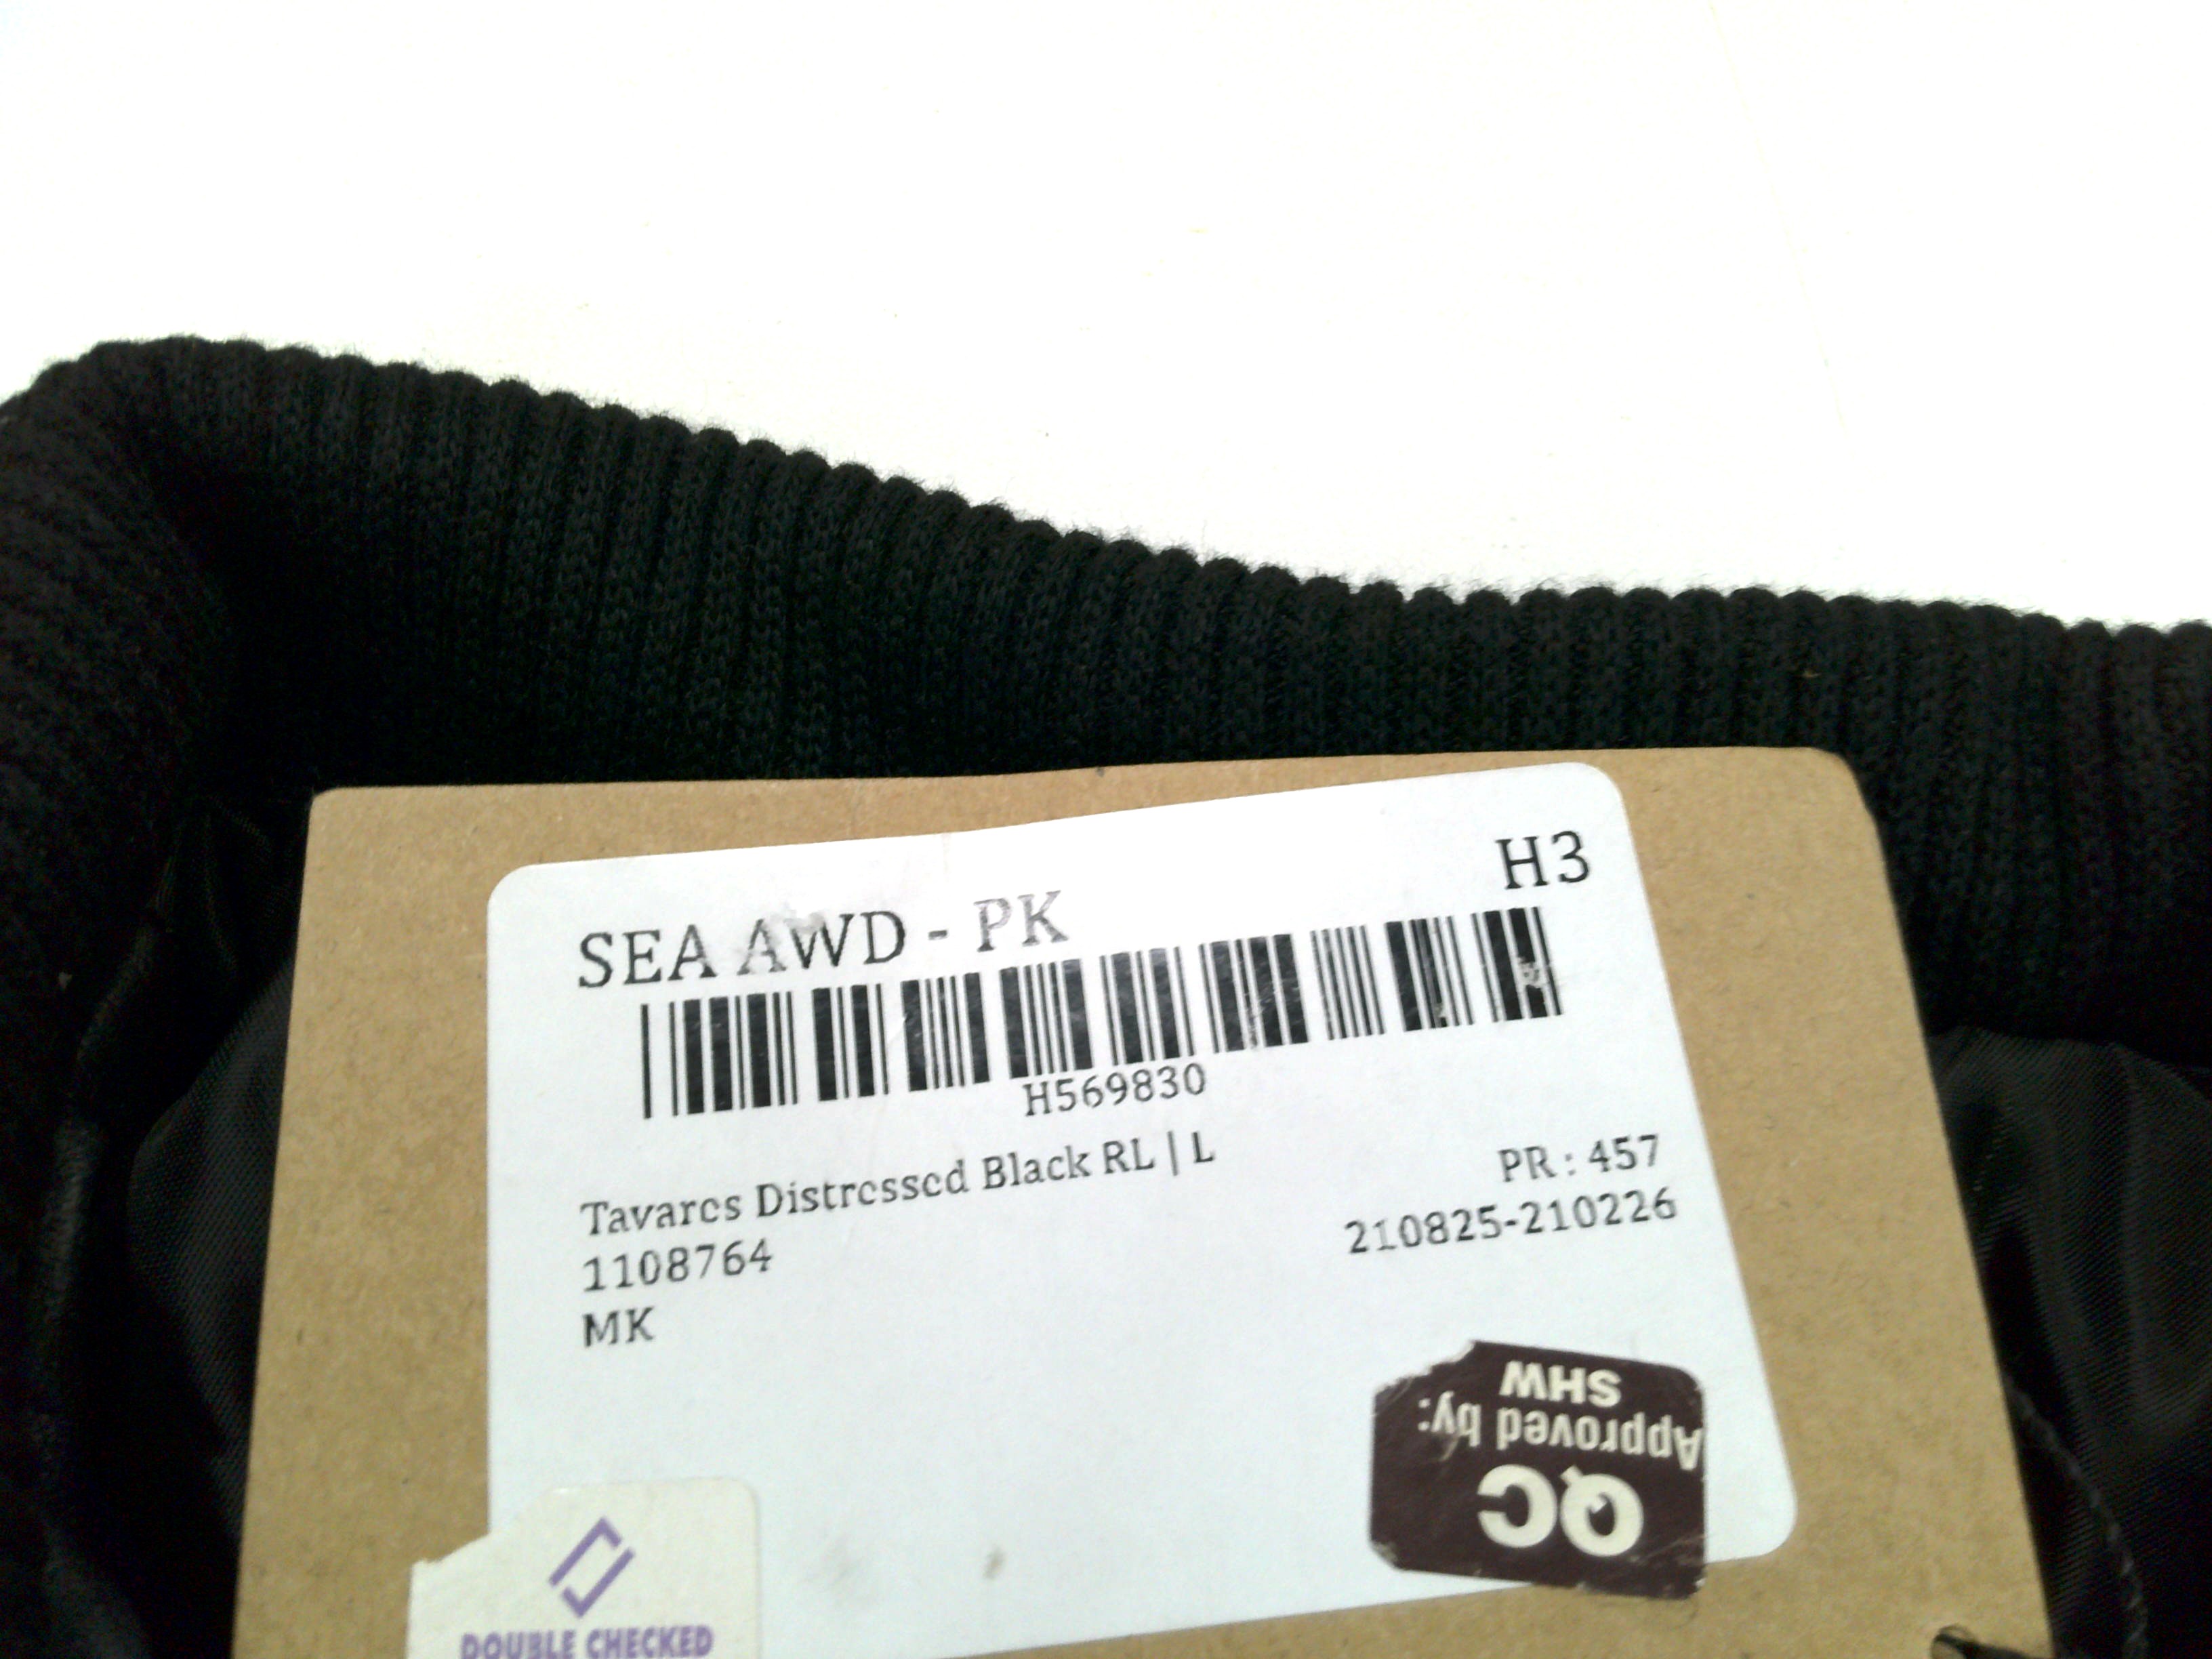 H3
SEA AWD - PK
H569830
Tavares Distressed Black RL | L
PR : 457
1108764
210825-210226
MK
QC
Approved by:
SHW
DOUBLE CHECKED